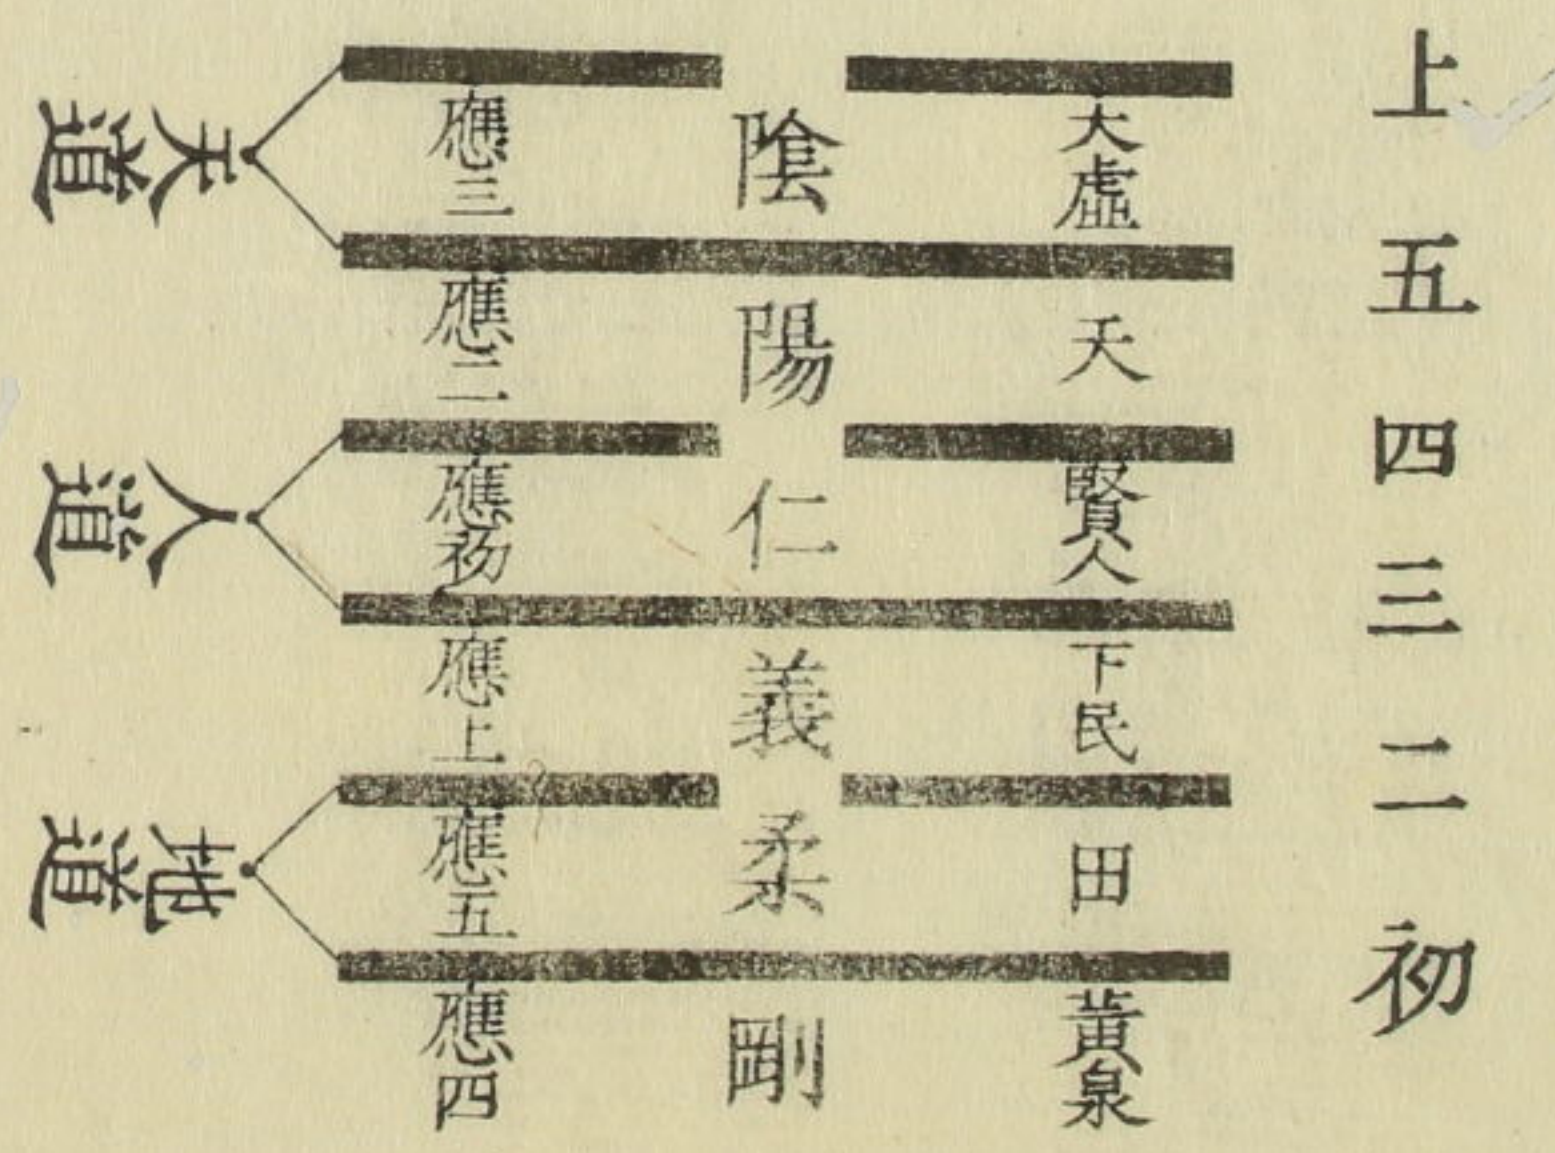 上
五
四
三
二
初
大虛
天
賢人
下民
田
黃泉
陰
陽
仁
義
柔
剛
應三
應二
應初
應上
應五
應四
天道
人道
地道